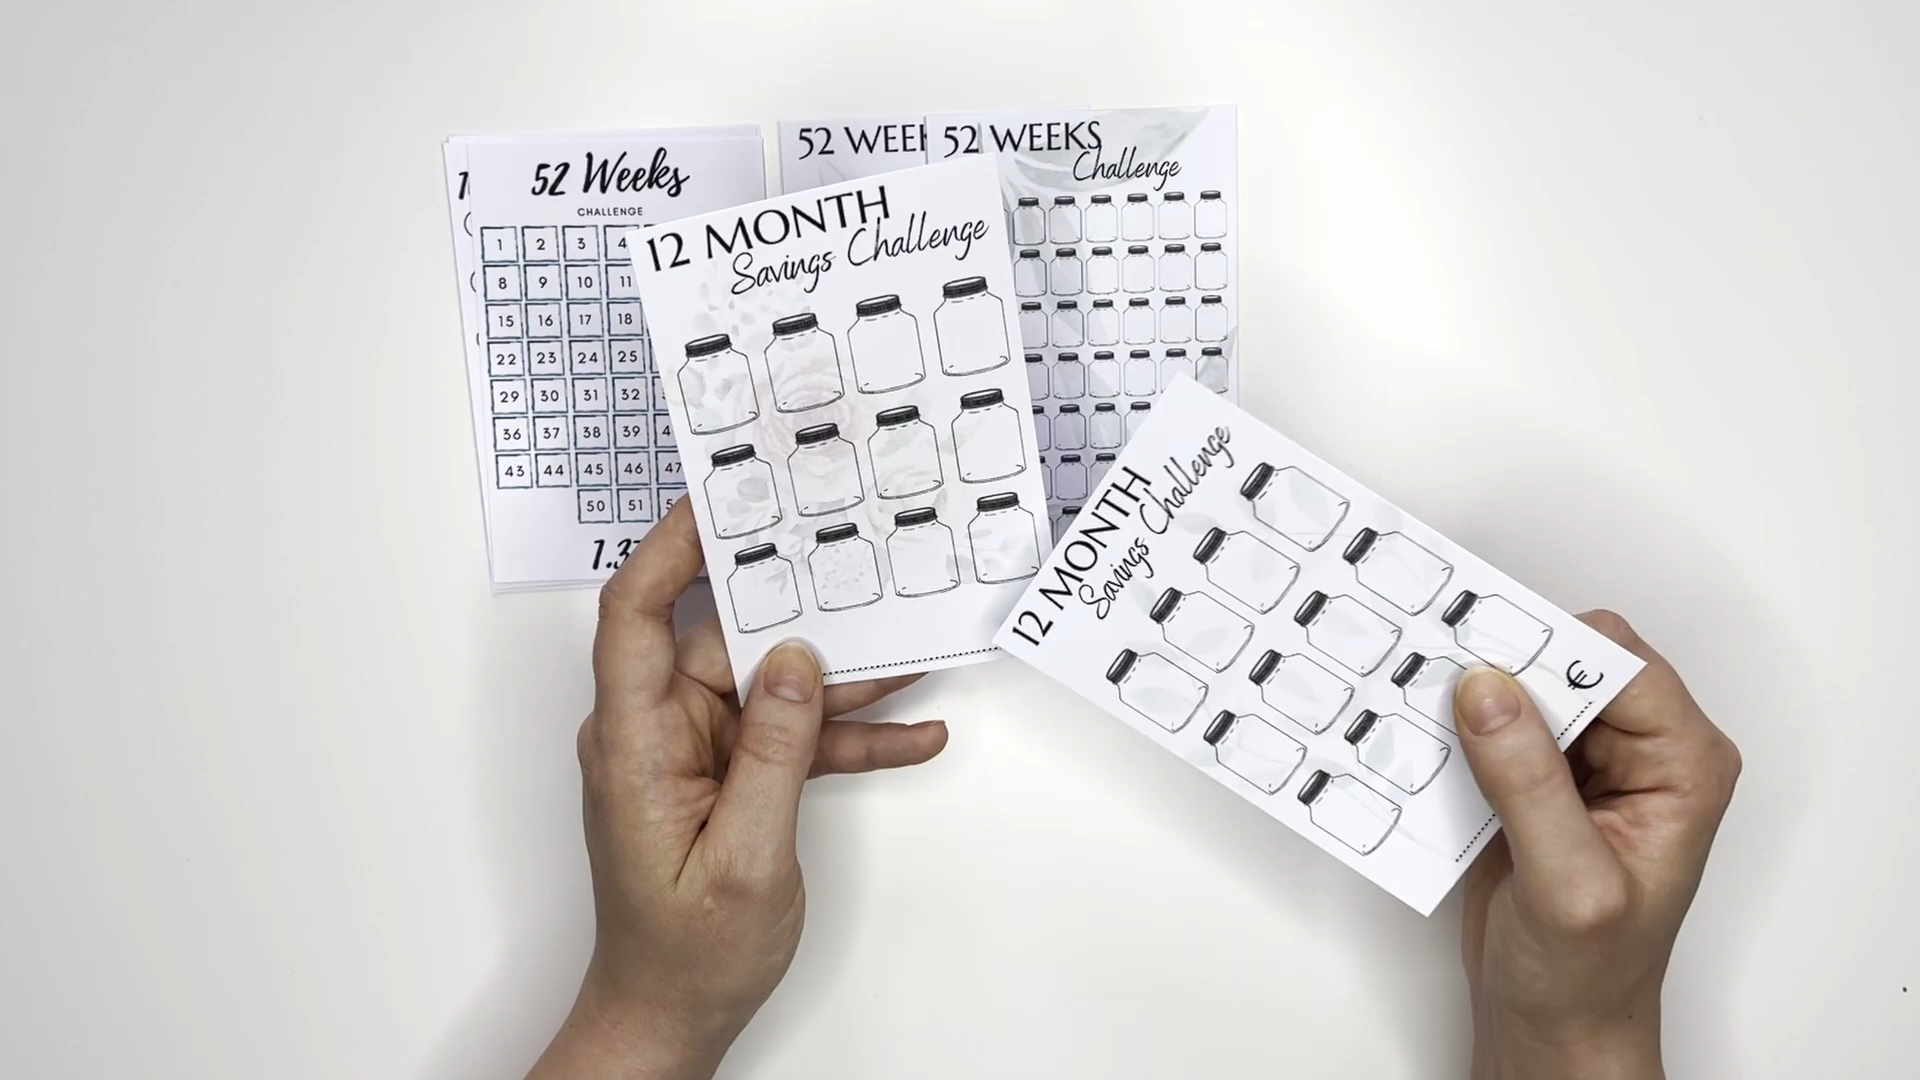 52 Weeks
CHALLENGE
1 2 3 4
8 9 10 11
15 16 17 18
22 23 24 25
29 30 31 32
36 37 38 39
43 44 45 46 47
50 51
52 WEEK
52 WEEKS
Challenge
12 MONTH
Savings Challenge
12 MONTH
Savings Challenge
€